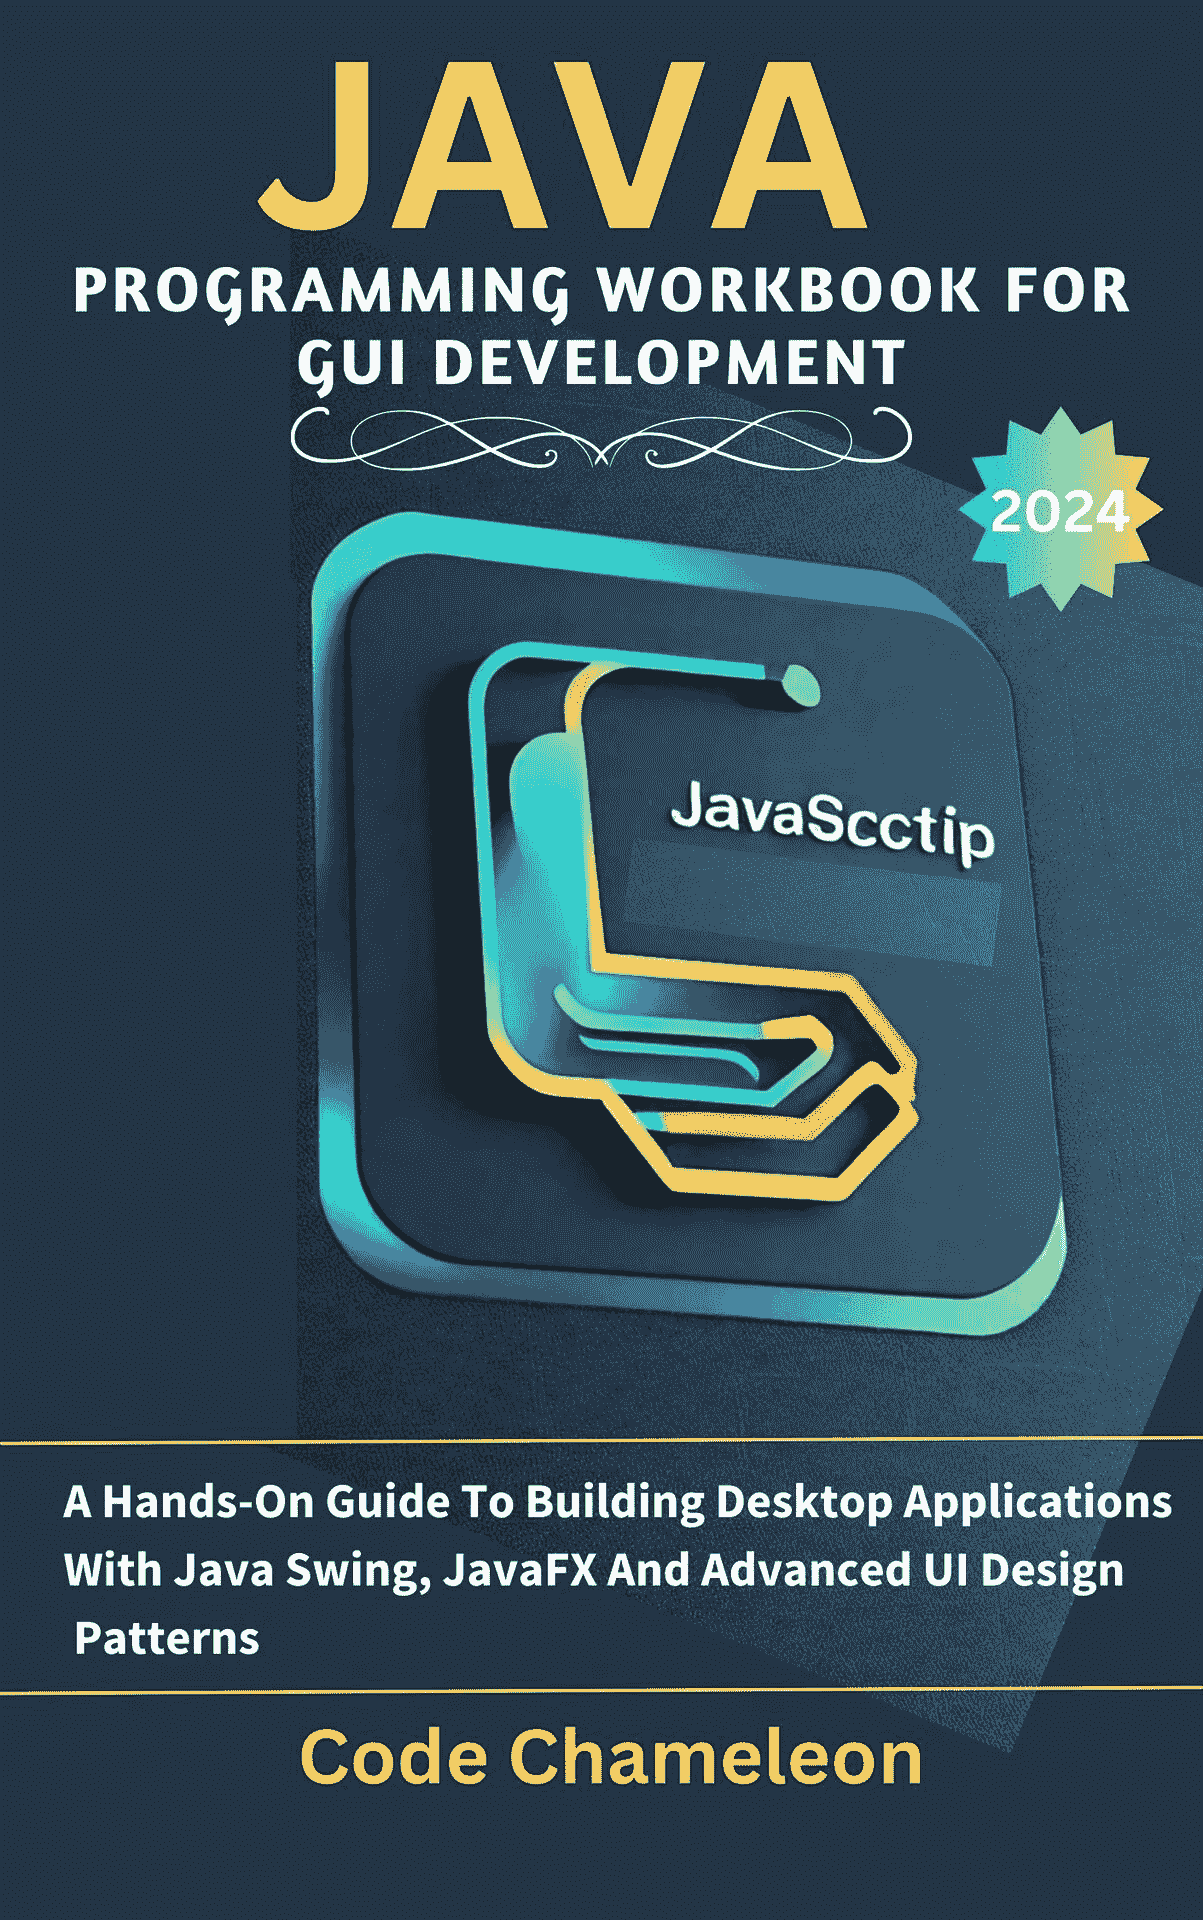 JAVA
PROGRAMMING WORKBOOK FOR
GUI DEVELOPMENT
2024
JavaScctip
A Hands-On Guide To Building Desktop Applications
With Java Swing, JavaFX And Advanced UI Design
Patterns
Code Chameleon